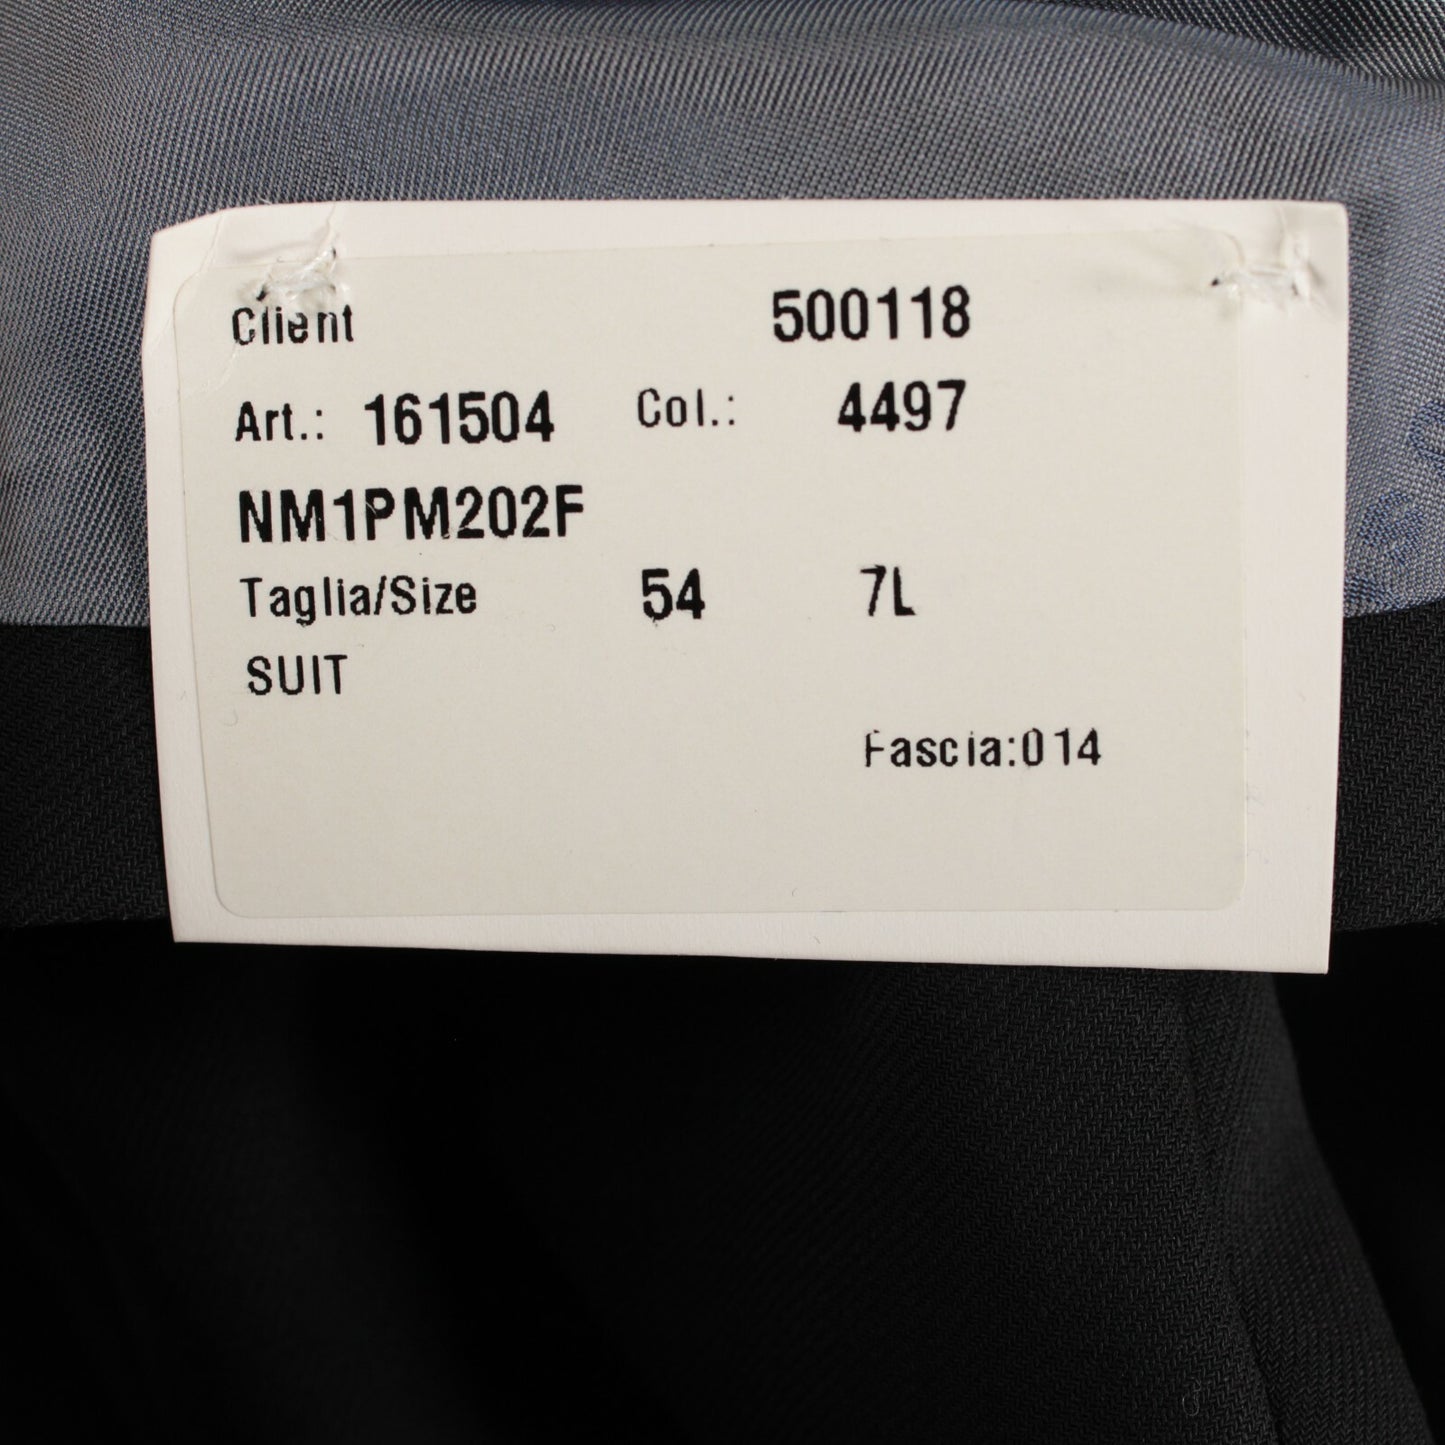 Client 500118
Art.: 161504 Col.: 4497
NM1PM202F
Taglia/Size 54 7L
SUIT
Fascia:014